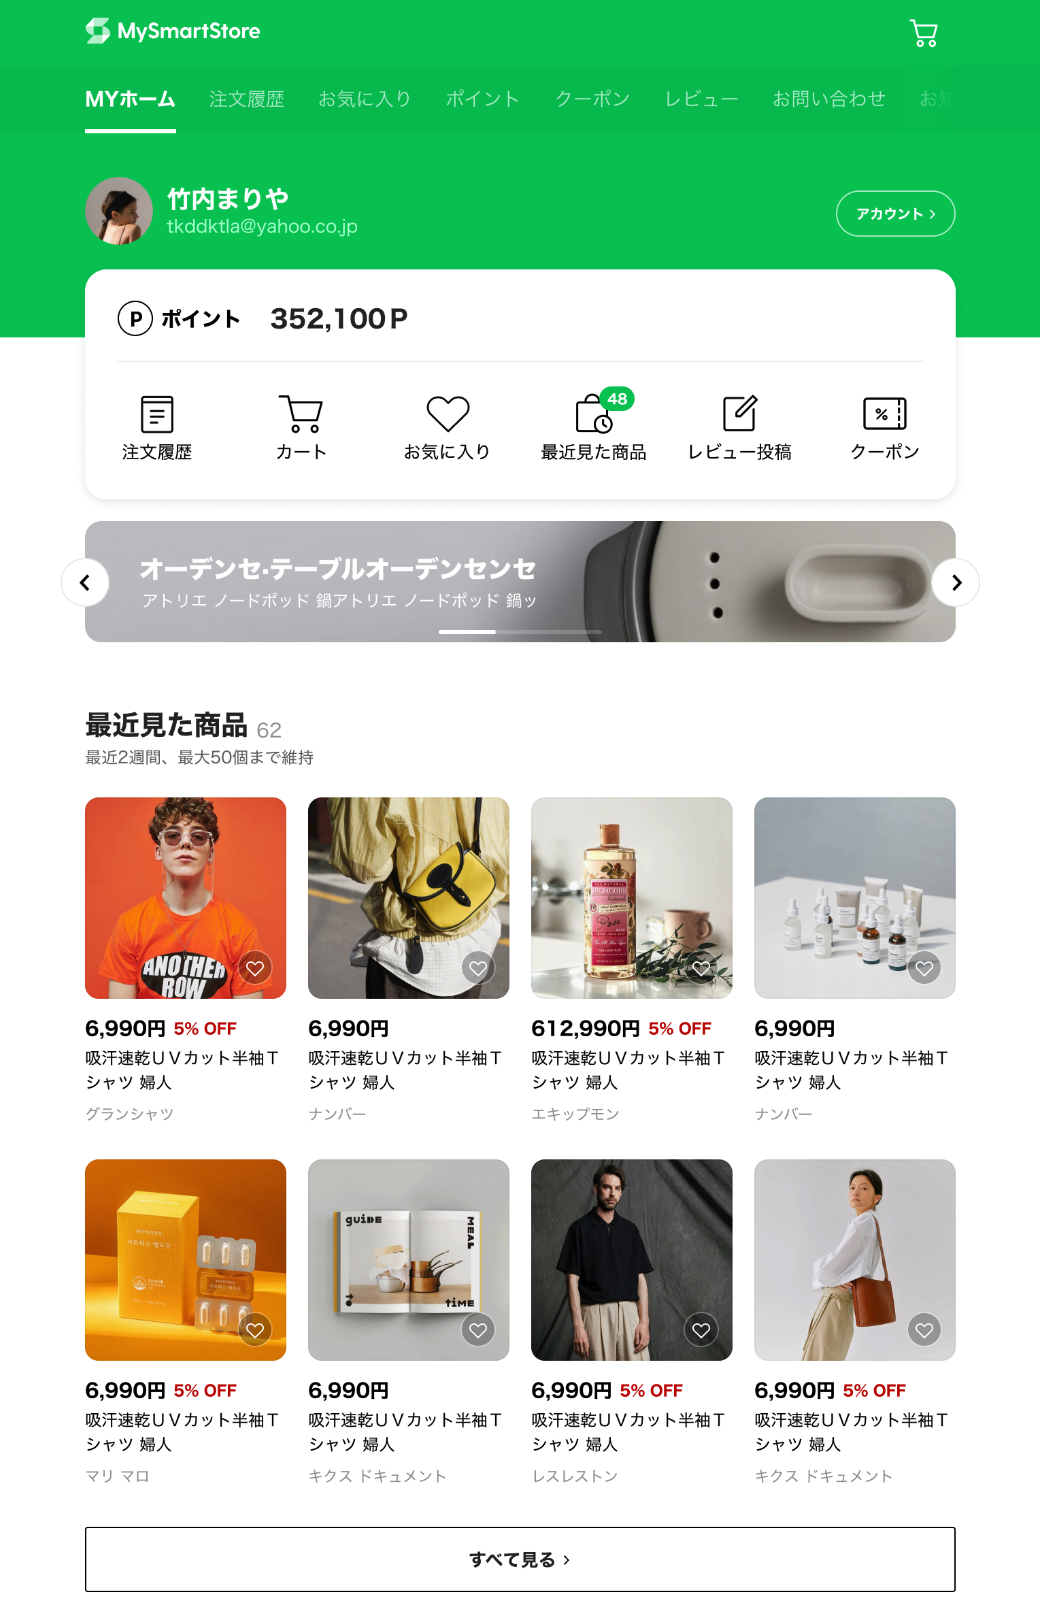 MySmartStore
MYホーム 注文履歴 お気に入り ポイント クーポン レビュー お問い合わせ お知
竹内まりや
tkddktla@yahoo.co.jp
アカウント
P ポイント 352,100 P
48
注文履歴 カート お気に入り 最近見た商品 レビュー投稿 クーポン
オーデンセ·テーブルオーデンセンセ
アトリエ ノードポッド 鍋アトリエ ノードポッド 鍋ッ
最近見た商品 62
最近2週間、最大50個まで維持
ANOTHER
ROW
Rose
6,990円 5% OFF
吸汗速乾ＵＶカット半袖Ｔ
シャツ 婦人
グランシャツ
6,990円
吸汗速乾ＵＶカット半袖Ｔ
シャツ 婦人
ナンバー
612,990円 5% OFF
吸汗速乾ＵＶカット半袖Ｔ
シャツ 婦人
エキップモン
6,990円
吸汗速乾ＵＶカット半袖Ｔ
シャツ 婦人
ナンバー
guiDE
MEAL
TiME
6,990円 5% OFF
吸汗速乾ＵＶカット半袖Ｔ
シャツ 婦人
マリ マロ
6,990円
吸汗速乾ＵＶカット半袖Ｔ
シャツ 婦人
キクス ドキュメント
6,990円 5% OFF
吸汗速乾ＵＶカット半袖Ｔ
シャツ 婦人
レスレストン
6,990円 5% OFF
吸汗速乾ＵＶカット半袖Ｔ
シャツ 婦人
キクス ドキュメント
すべて見る